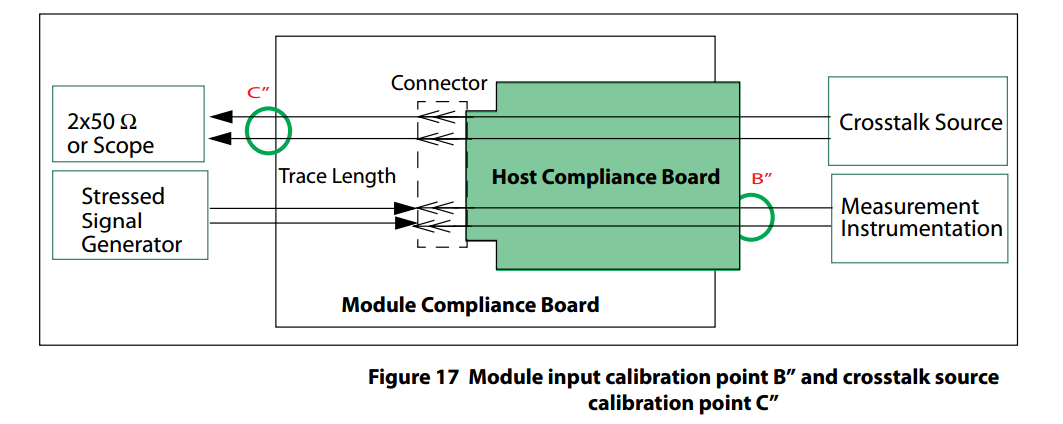 Connector
C”
2x50 Ω
or Scope
Crosstalk Source
Trace Length
Host Compliance Board
B”
Stressed
Signal
Generator
Measurement
Instrumentation
Module Compliance Board
Figure 17 Module input calibration point B” and crosstalk source
calibration point C”